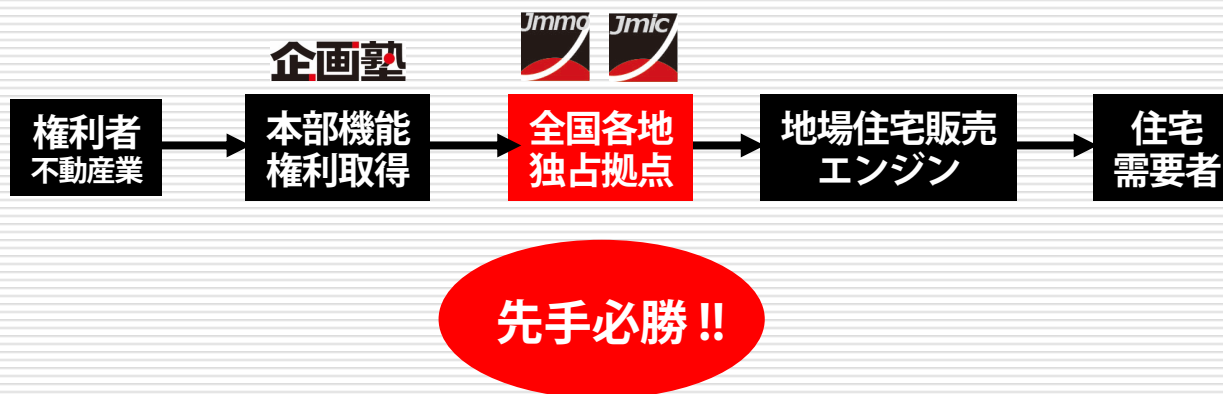 Jmmc
Jmic
企画塾
権利者
不動産業
本部機能
権利取得
全国各地
独占拠点
地場住宅販売
エンジン
住宅
需要者
先手必勝!!